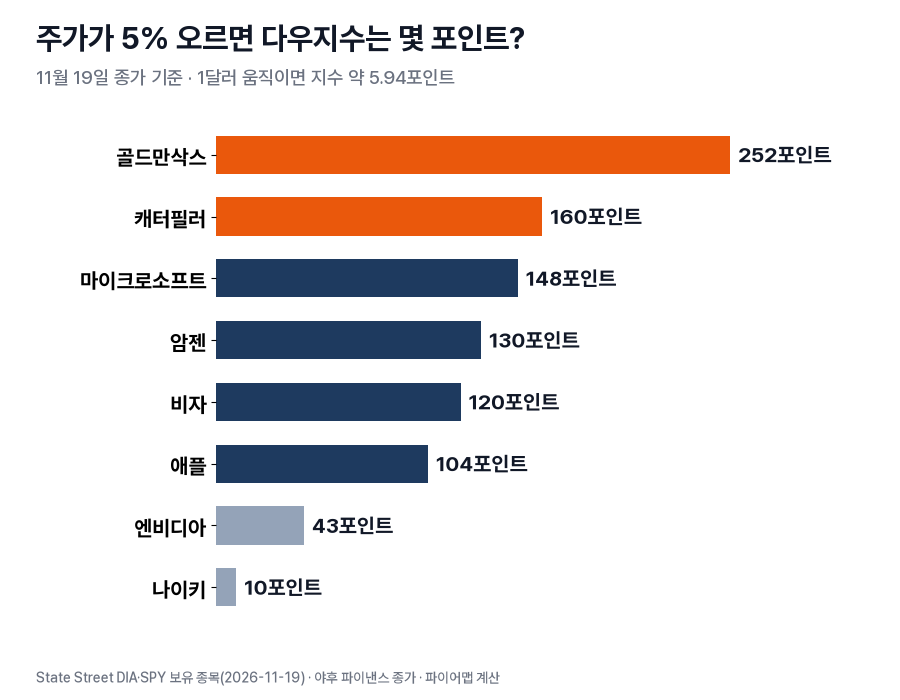 주가가 5% 오르면 다우지수는 몇 포인트?
11월 19일 종가 기준 · 1달러 움직이면 지수 약 5.94포인트
골드만삭스 252포인트
캐터필러 160포인트
마이크로소프트 148포인트
암젠 130포인트
비자 120포인트
애플 104포인트
엔비디아 43포인트
나이키 10포인트
State Street DIA·SPY 보유 종목(2026-11-19) · 야후 파이낸스 종가 · 파이어맵 계산